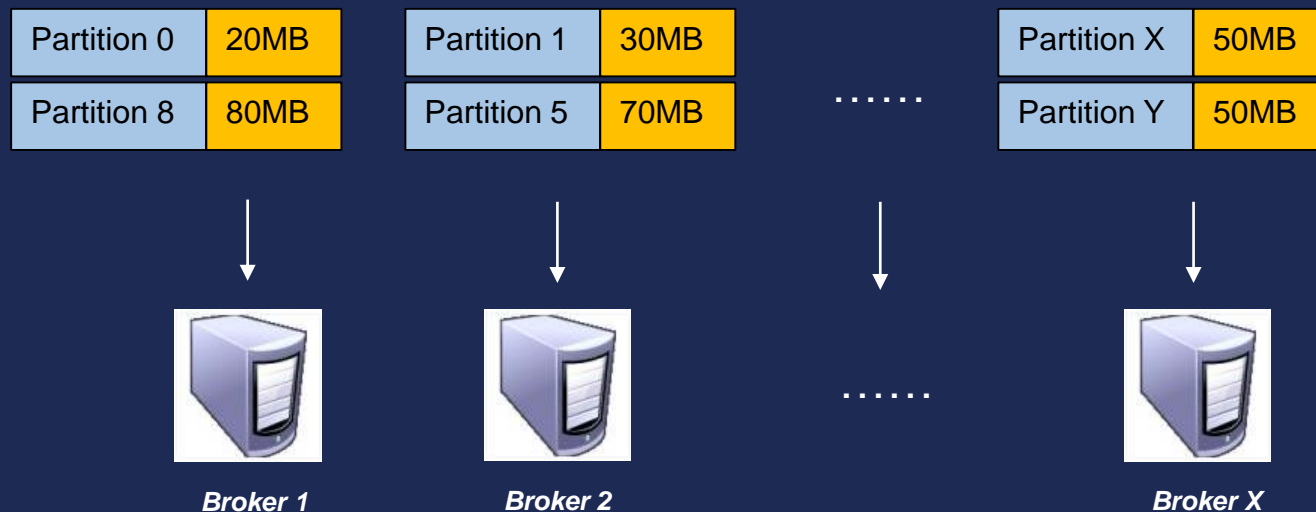 Partition 0 20MB
Partition 8 80MB
Partition 1 30MB
Partition 5 70MB
......
Partition X 50MB
Partition Y 50MB
......
Broker 1
Broker 2
Broker X